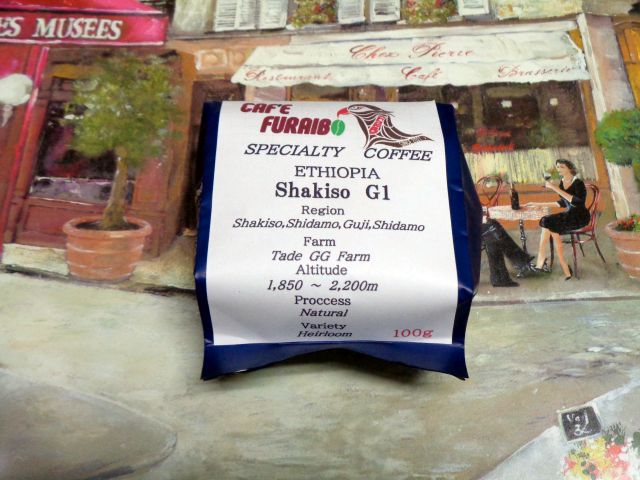 ES MUSEES
Chez Pierre
Restaurant Café Brasserie
CAFE
FURAIBO
SPECIALTY COFFEE
ETHIOPIA
Shakiso G1
Region
Shakiso,Shidamo,Guji,Shidamo
Farm
Tade GG Farm
Altitude
1,850 ~ 2,200m
Proccess
Natural
Variety
Heirloom
100g